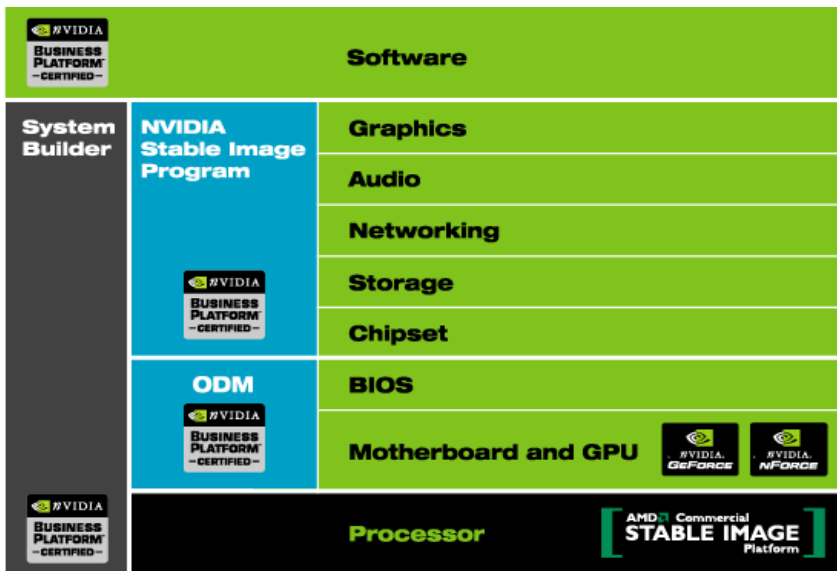 NVIDIA
BUSINESS
PLATFORM
-CERTIFIED-
Software
System
Builder
NVIDIA
Stable Image
Program
Graphics
Audio
Networking
NVIDIA
BUSINESS
PLATFORM
-CERTIFIED-
Storage
Chipset
ODM
BIOS
NVIDIA
BUSINESS
PLATFORM
-CERTIFIED-
Motherboard and GPU
NVIDIA.
GEFORCE
NVIDIA.
NFORCE
NVIDIA
BUSINESS
PLATFORM
-CERTIFIED-
Processor
AMD Commercial
STABLE IMAGE
Platform